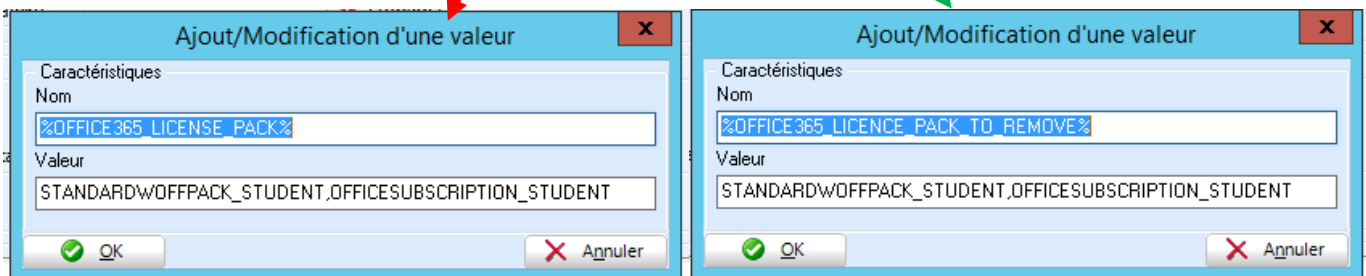 Ajout/Modification d'une valeur
x
Caractéristiques
Nom
%OFFICE365_LICENSE_PACK%
Valeur
STANDARDWOFFPACK_STUDENT,OFFICESUBSCRIPTION_STUDENT
OK
Annuler
Ajout/Modification d'une valeur
x
Caractéristiques
Nom
%OFFICE365_LICENCE_PACK_TO_REMOVE%
Valeur
STANDARDWOFFPACK_STUDENT,OFFICESUBSCRIPTION_STUDENT
OK
Annuler